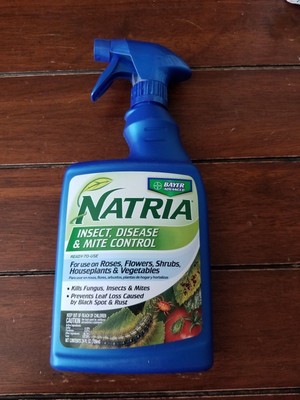 BAYER
ADVANCED
NATRIA
INSECT, DISEASE
& MITE CONTROL
READY-TO-USE
For use on Roses, Flowers, Shrubs,
Houseplants & Vegetables
• Kills Fungus, Insects & Mites
• Prevents Leaf Loss Caused
by Black Spot & Rust
KEEP OUT OF REACH OF CHILDREN
CAUTION